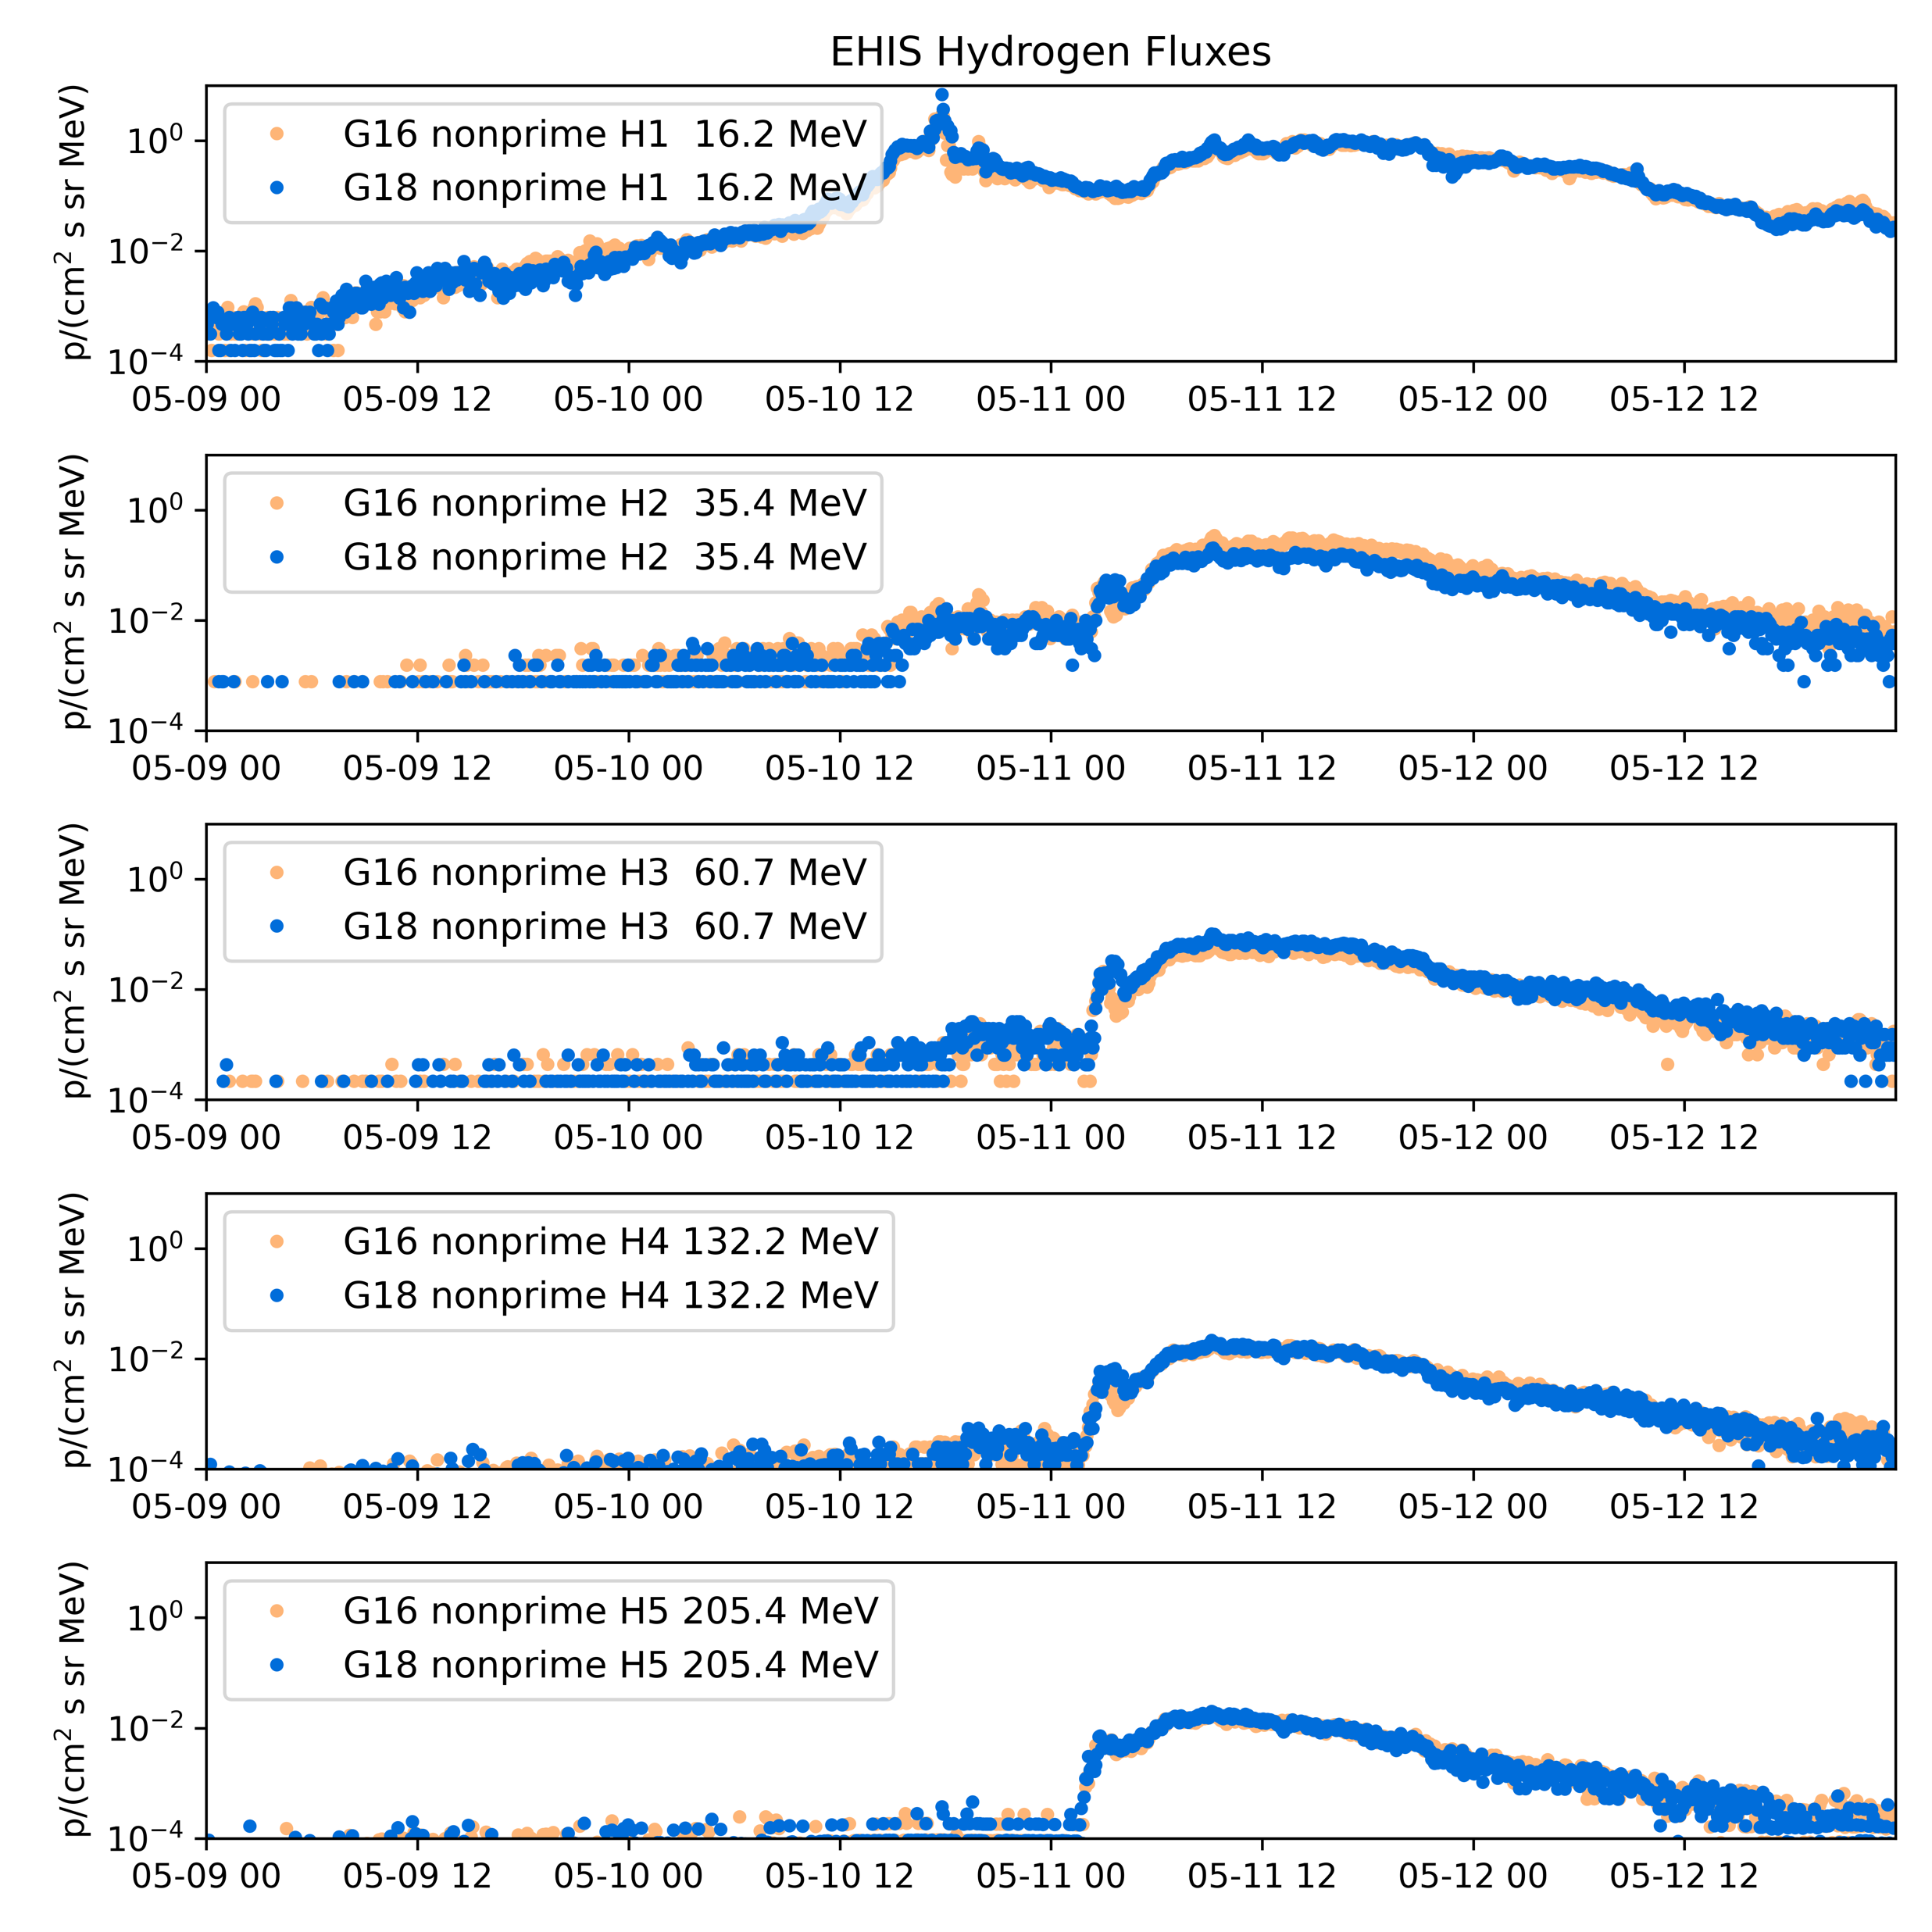 EHIS Hydrogen Fluxes
p/(cm² s sr MeV)
10⁰
10⁻²
10⁻⁴
G16 nonprime H1  16.2 MeV
G18 nonprime H1  16.2 MeV
05-09 00 05-09 12 05-10 00 05-10 12 05-11 00 05-11 12 05-12 00 05-12 12
p/(cm² s sr MeV)
10⁰
10⁻²
10⁻⁴
G16 nonprime H2  35.4 MeV
G18 nonprime H2  35.4 MeV
05-09 00 05-09 12 05-10 00 05-10 12 05-11 00 05-11 12 05-12 00 05-12 12
p/(cm² s sr MeV)
10⁰
10⁻²
10⁻⁴
G16 nonprime H3  60.7 MeV
G18 nonprime H3  60.7 MeV
05-09 00 05-09 12 05-10 00 05-10 12 05-11 00 05-11 12 05-12 00 05-12 12
p/(cm² s sr MeV)
10⁰
10⁻²
10⁻⁴
G16 nonprime H4 132.2 MeV
G18 nonprime H4 132.2 MeV
05-09 00 05-09 12 05-10 00 05-10 12 05-11 00 05-11 12 05-12 00 05-12 12
p/(cm² s sr MeV)
10⁰
10⁻²
10⁻⁴
G16 nonprime H5 205.4 MeV
G18 nonprime H5 205.4 MeV
05-09 00 05-09 12 05-10 00 05-10 12 05-11 00 05-11 12 05-12 00 05-12 12